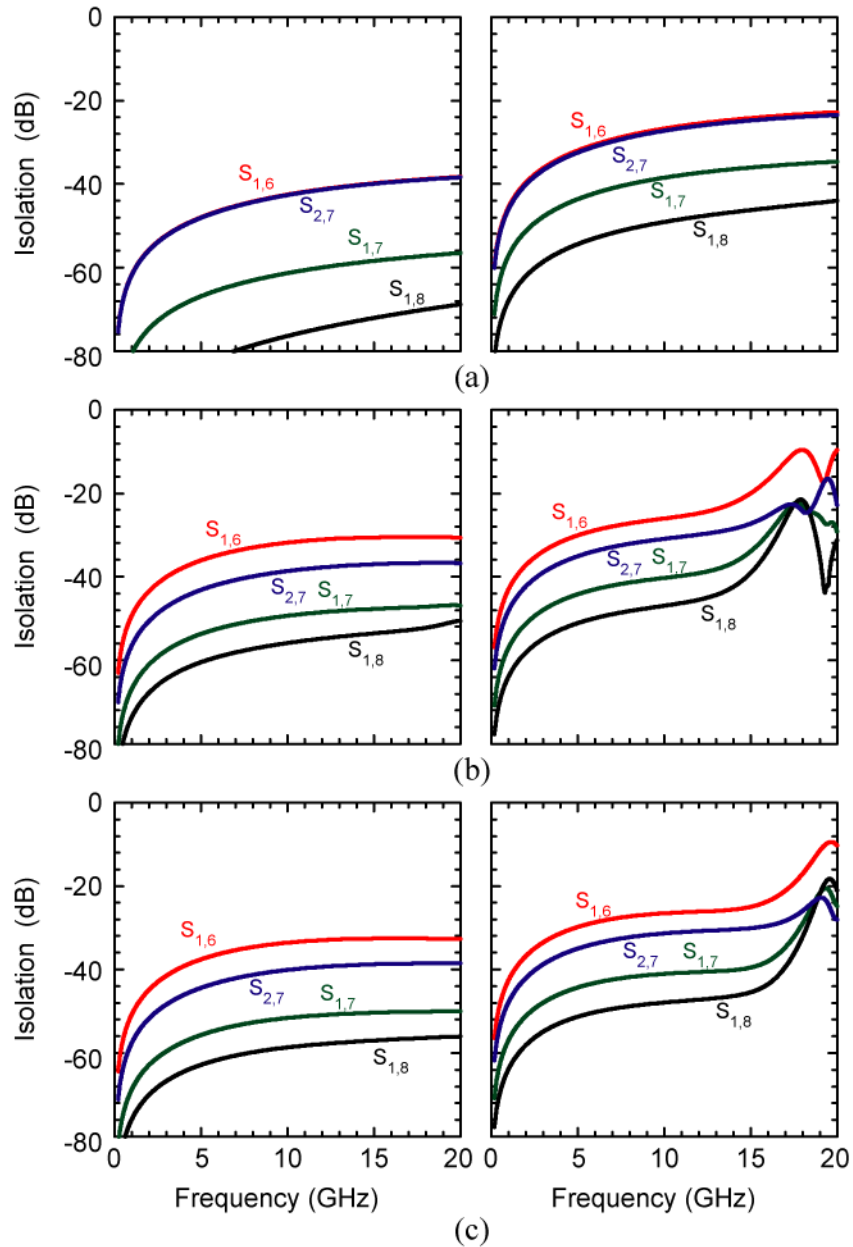 0
-20
-40
-60
-80
Isolation (dB)
S1,6
S2,7
S1,7
S1,8
S1,6
S2,7
S1,7
S1,8
(a)
0
-20
-40
-60
-80
Isolation (dB)
S1,6
S2,7
S1,7
S1,8
S1,6
S2,7
S1,7
S1,8
(b)
0
-20
-40
-60
-80
Isolation (dB)
S1,6
S2,7
S1,7
S1,8
S1,6
S2,7
S1,7
S1,8
0 5 10 15 20
0 5 10 15 20
Frequency (GHz)
Frequency (GHz)
(c)